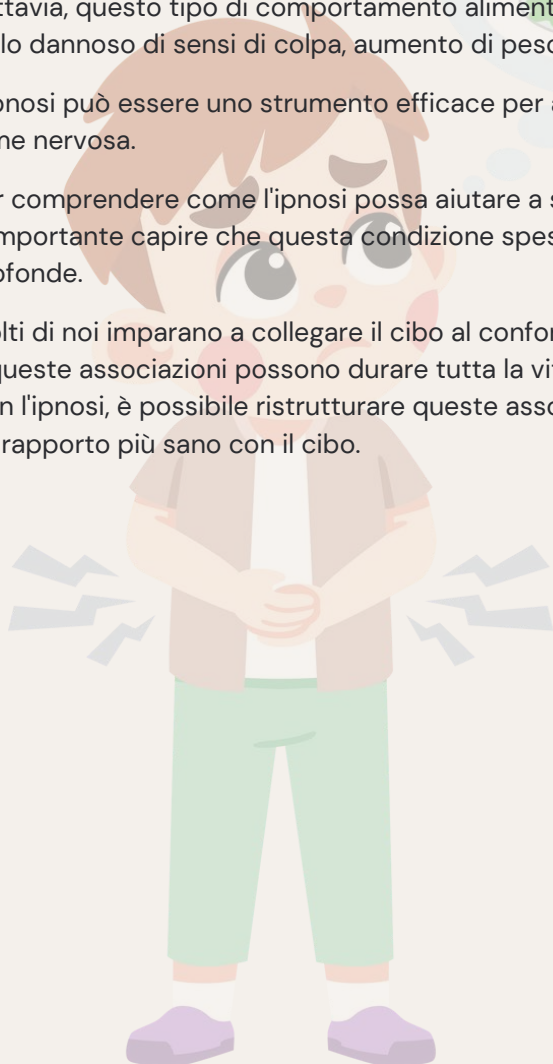 ttavia, questo tipo di comportamento aliment
lo dannoso di sensi di colpa, aumento di peso
onosi può essere uno strumento efficace per a
ne nervosa.
r comprendere come l'ipnosi possa aiutare a s
mportante capire che questa condizione spes
ofonde.
olti di noi imparano a collegare il cibo al confor
queste associazioni possono durare tutta la vi
n l'ipnosi, è possibile ristrutturare queste asso
rapporto più sano con il cibo.